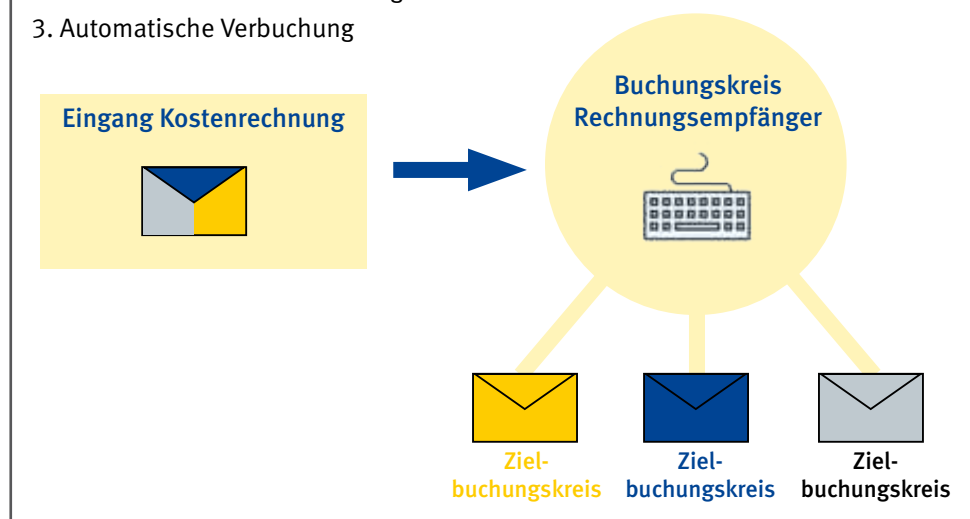 3. Automatische Verbuchung
Eingang Kostenrechnung
Buchungskreis
Rechnungsempfänger
Ziel-
buchungskreis
Ziel-
buchungskreis
Ziel-
buchungskreis